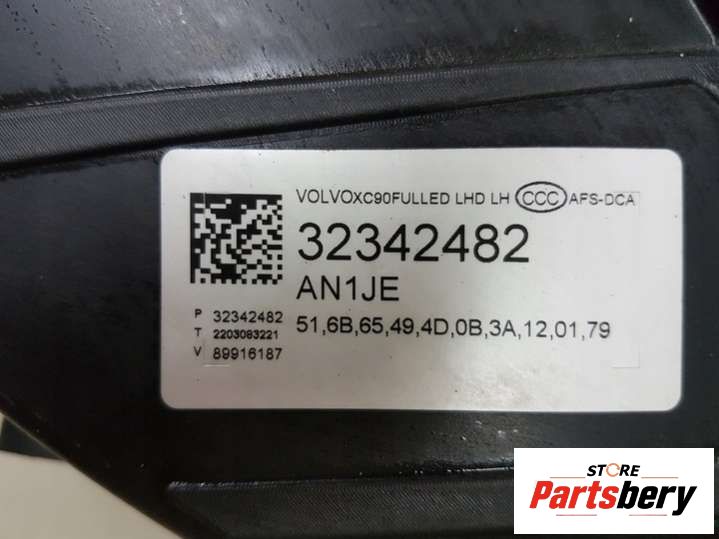 VOLVOXC90FULLED LHD LH CCC AFS-DCA
32342482
AN1JE
P 32342482
T 2203083221
V 89916187
51,6B,65,49,4D,0B,3A,12,01,79
STORE
Partsbery